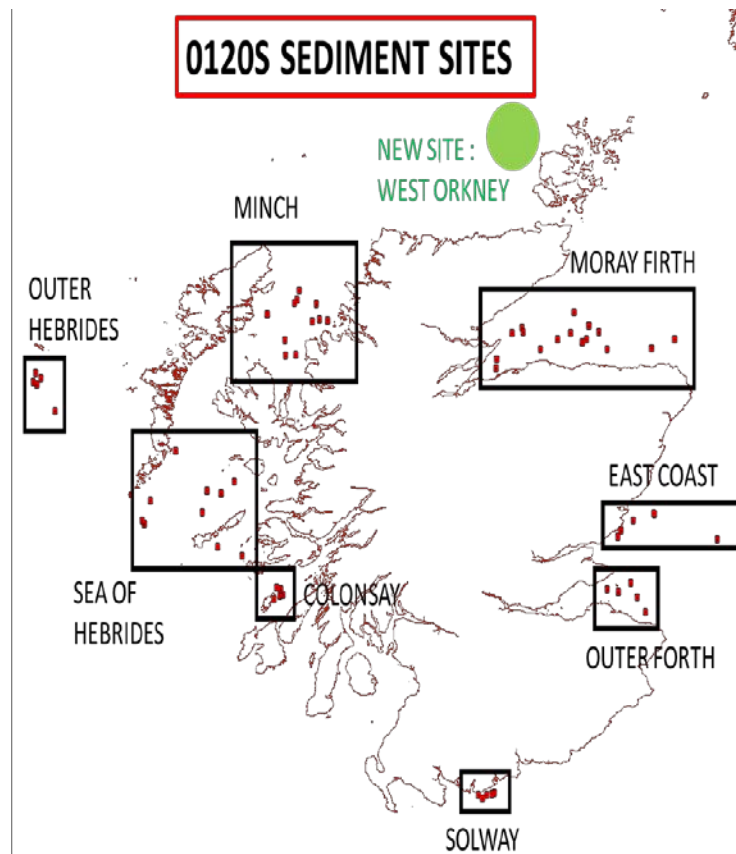 0120S SEDIMENT SITES
NEW SITE :
WEST ORKNEY
MINCH
MORAY FIRTH
OUTER
HEBRIDES
EAST COAST
SEA OF
HEBRIDES
COLONSAY
OUTER FORTH
SOLWAY